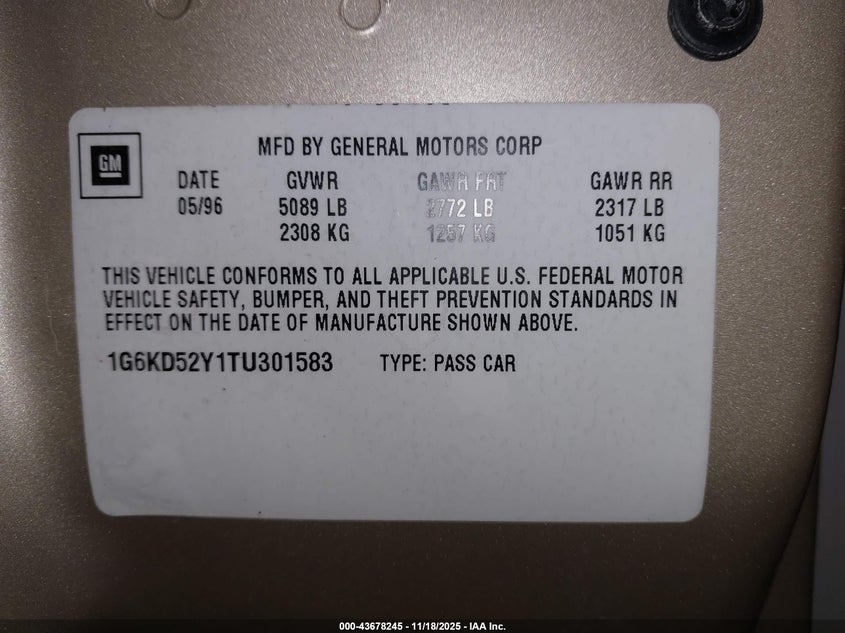 MFD BY GENERAL MOTORS CORP
GM
DATE GVWR GAWR FRT GAWR RR
05/96 5089 LB 2772 LB 2317 LB
2308 KG 1257 KG 1051 KG
THIS VEHICLE CONFORMS TO ALL APPLICABLE U.S. FEDERAL MOTOR
VEHICLE SAFETY, BUMPER, AND THEFT PREVENTION STANDARDS IN
EFFECT ON THE DATE OF MANUFACTURE SHOWN ABOVE.
1G6KD52Y1TU301583 TYPE: PASS CAR
000-43678245 - 11/18/2025 - IAA Inc.